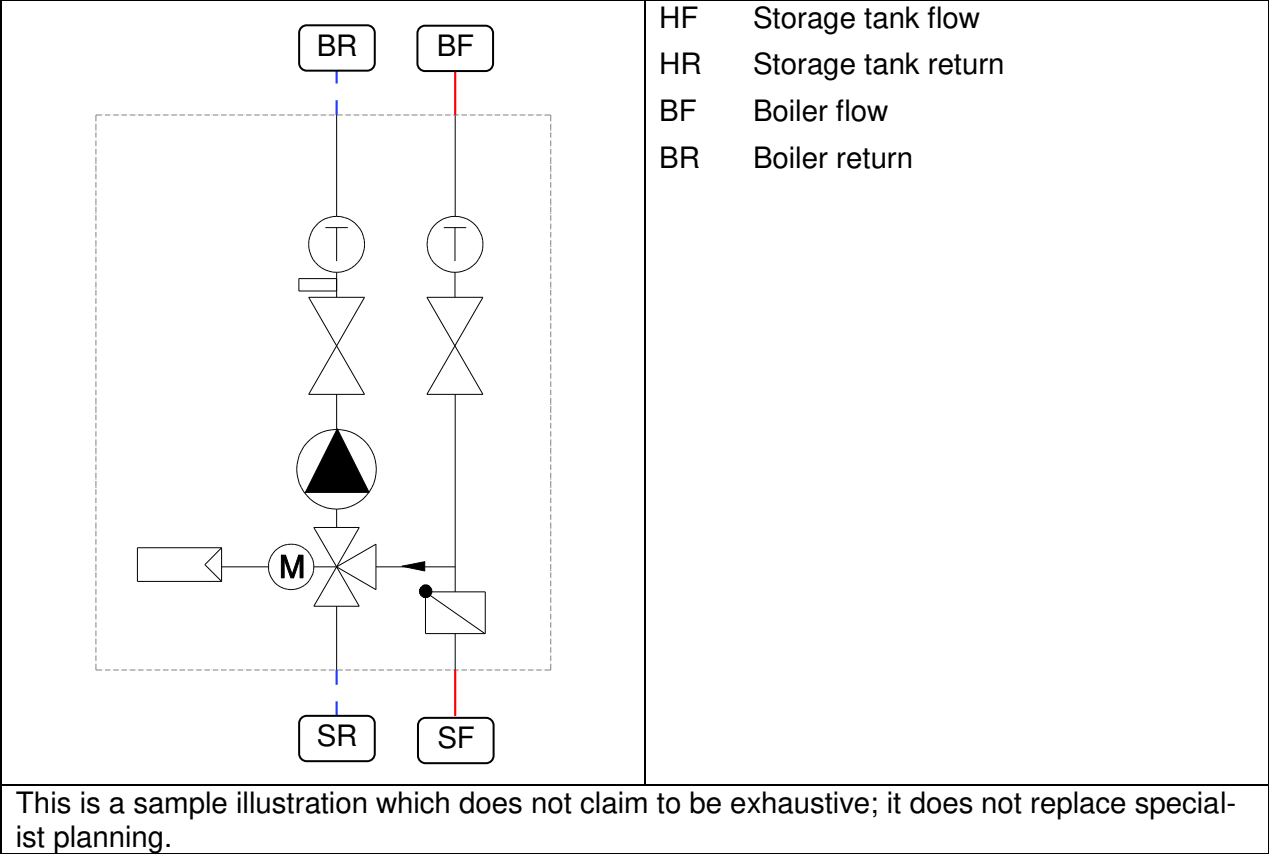 BR BF
T T
M
SR SF
HF Storage tank flow
HR Storage tank return
BF Boiler flow
BR Boiler return
This is a sample illustration which does not claim to be exhaustive; it does not replace special-
ist planning.